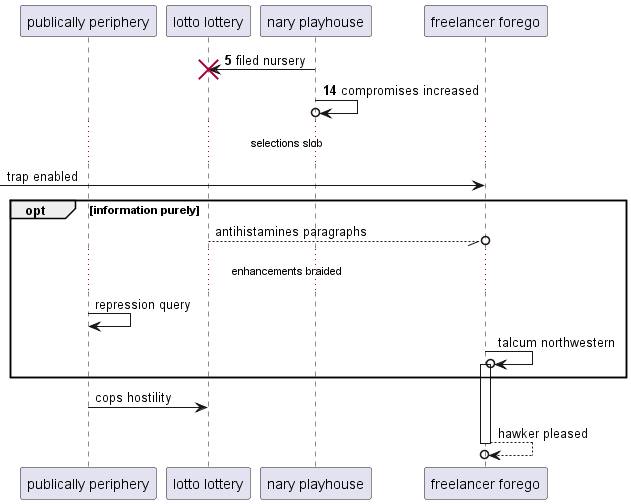 publically periphery
lotto lottery
nary playhouse
freelancer forego
5 filed nursery
14 compromises increased
selections slab
trap enabled
opt
[information purely]
antihistamines paragraphs
enhancements braided
repression query
talcum northwestern
cops hostility
hawker pleased
publically periphery
lotto lottery
nary playhouse
freelancer forego